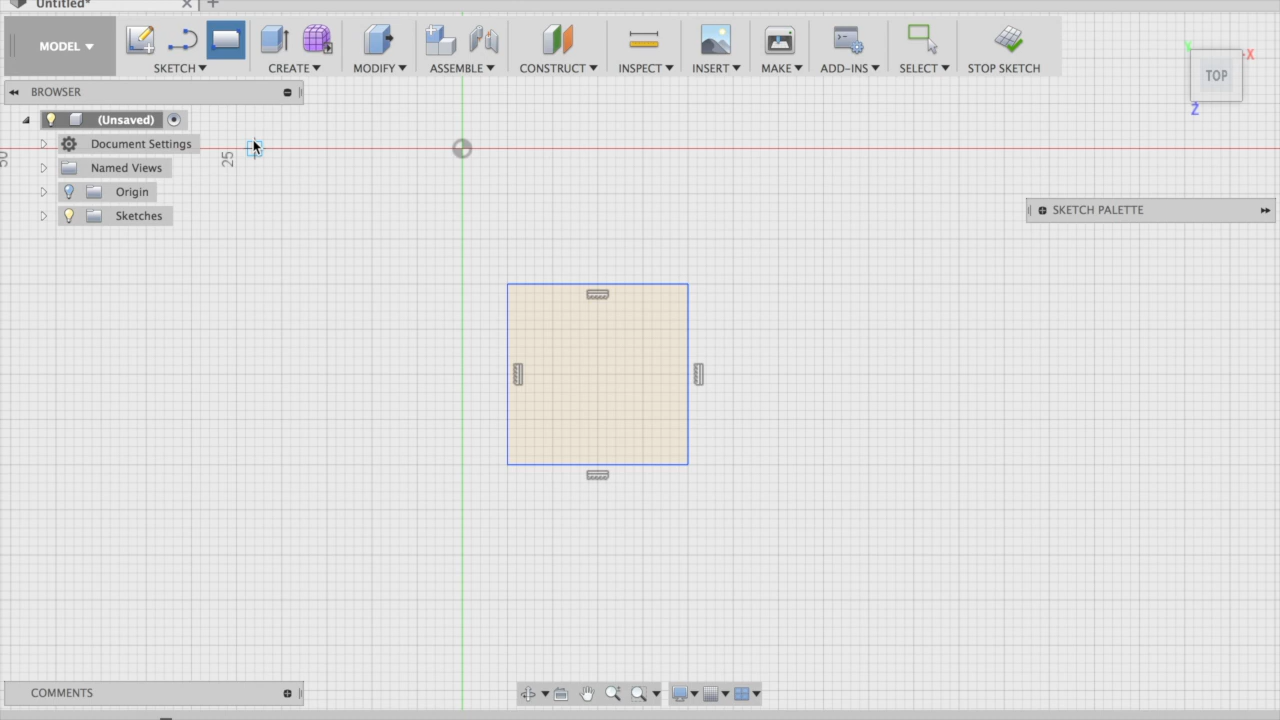 Untitled*
MODEL
SKETCH
CREATE
MODIFY
ASSEMBLE
CONSTRUCT
INSPECT
INSERT
MAKE
ADD-INS
SELECT
STOP SKETCH
BROWSER
(Unsaved)
Document Settings
Named Views
Origin
Sketches
25
Y
X
TOP
Z
SKETCH PALETTE
COMMENTS